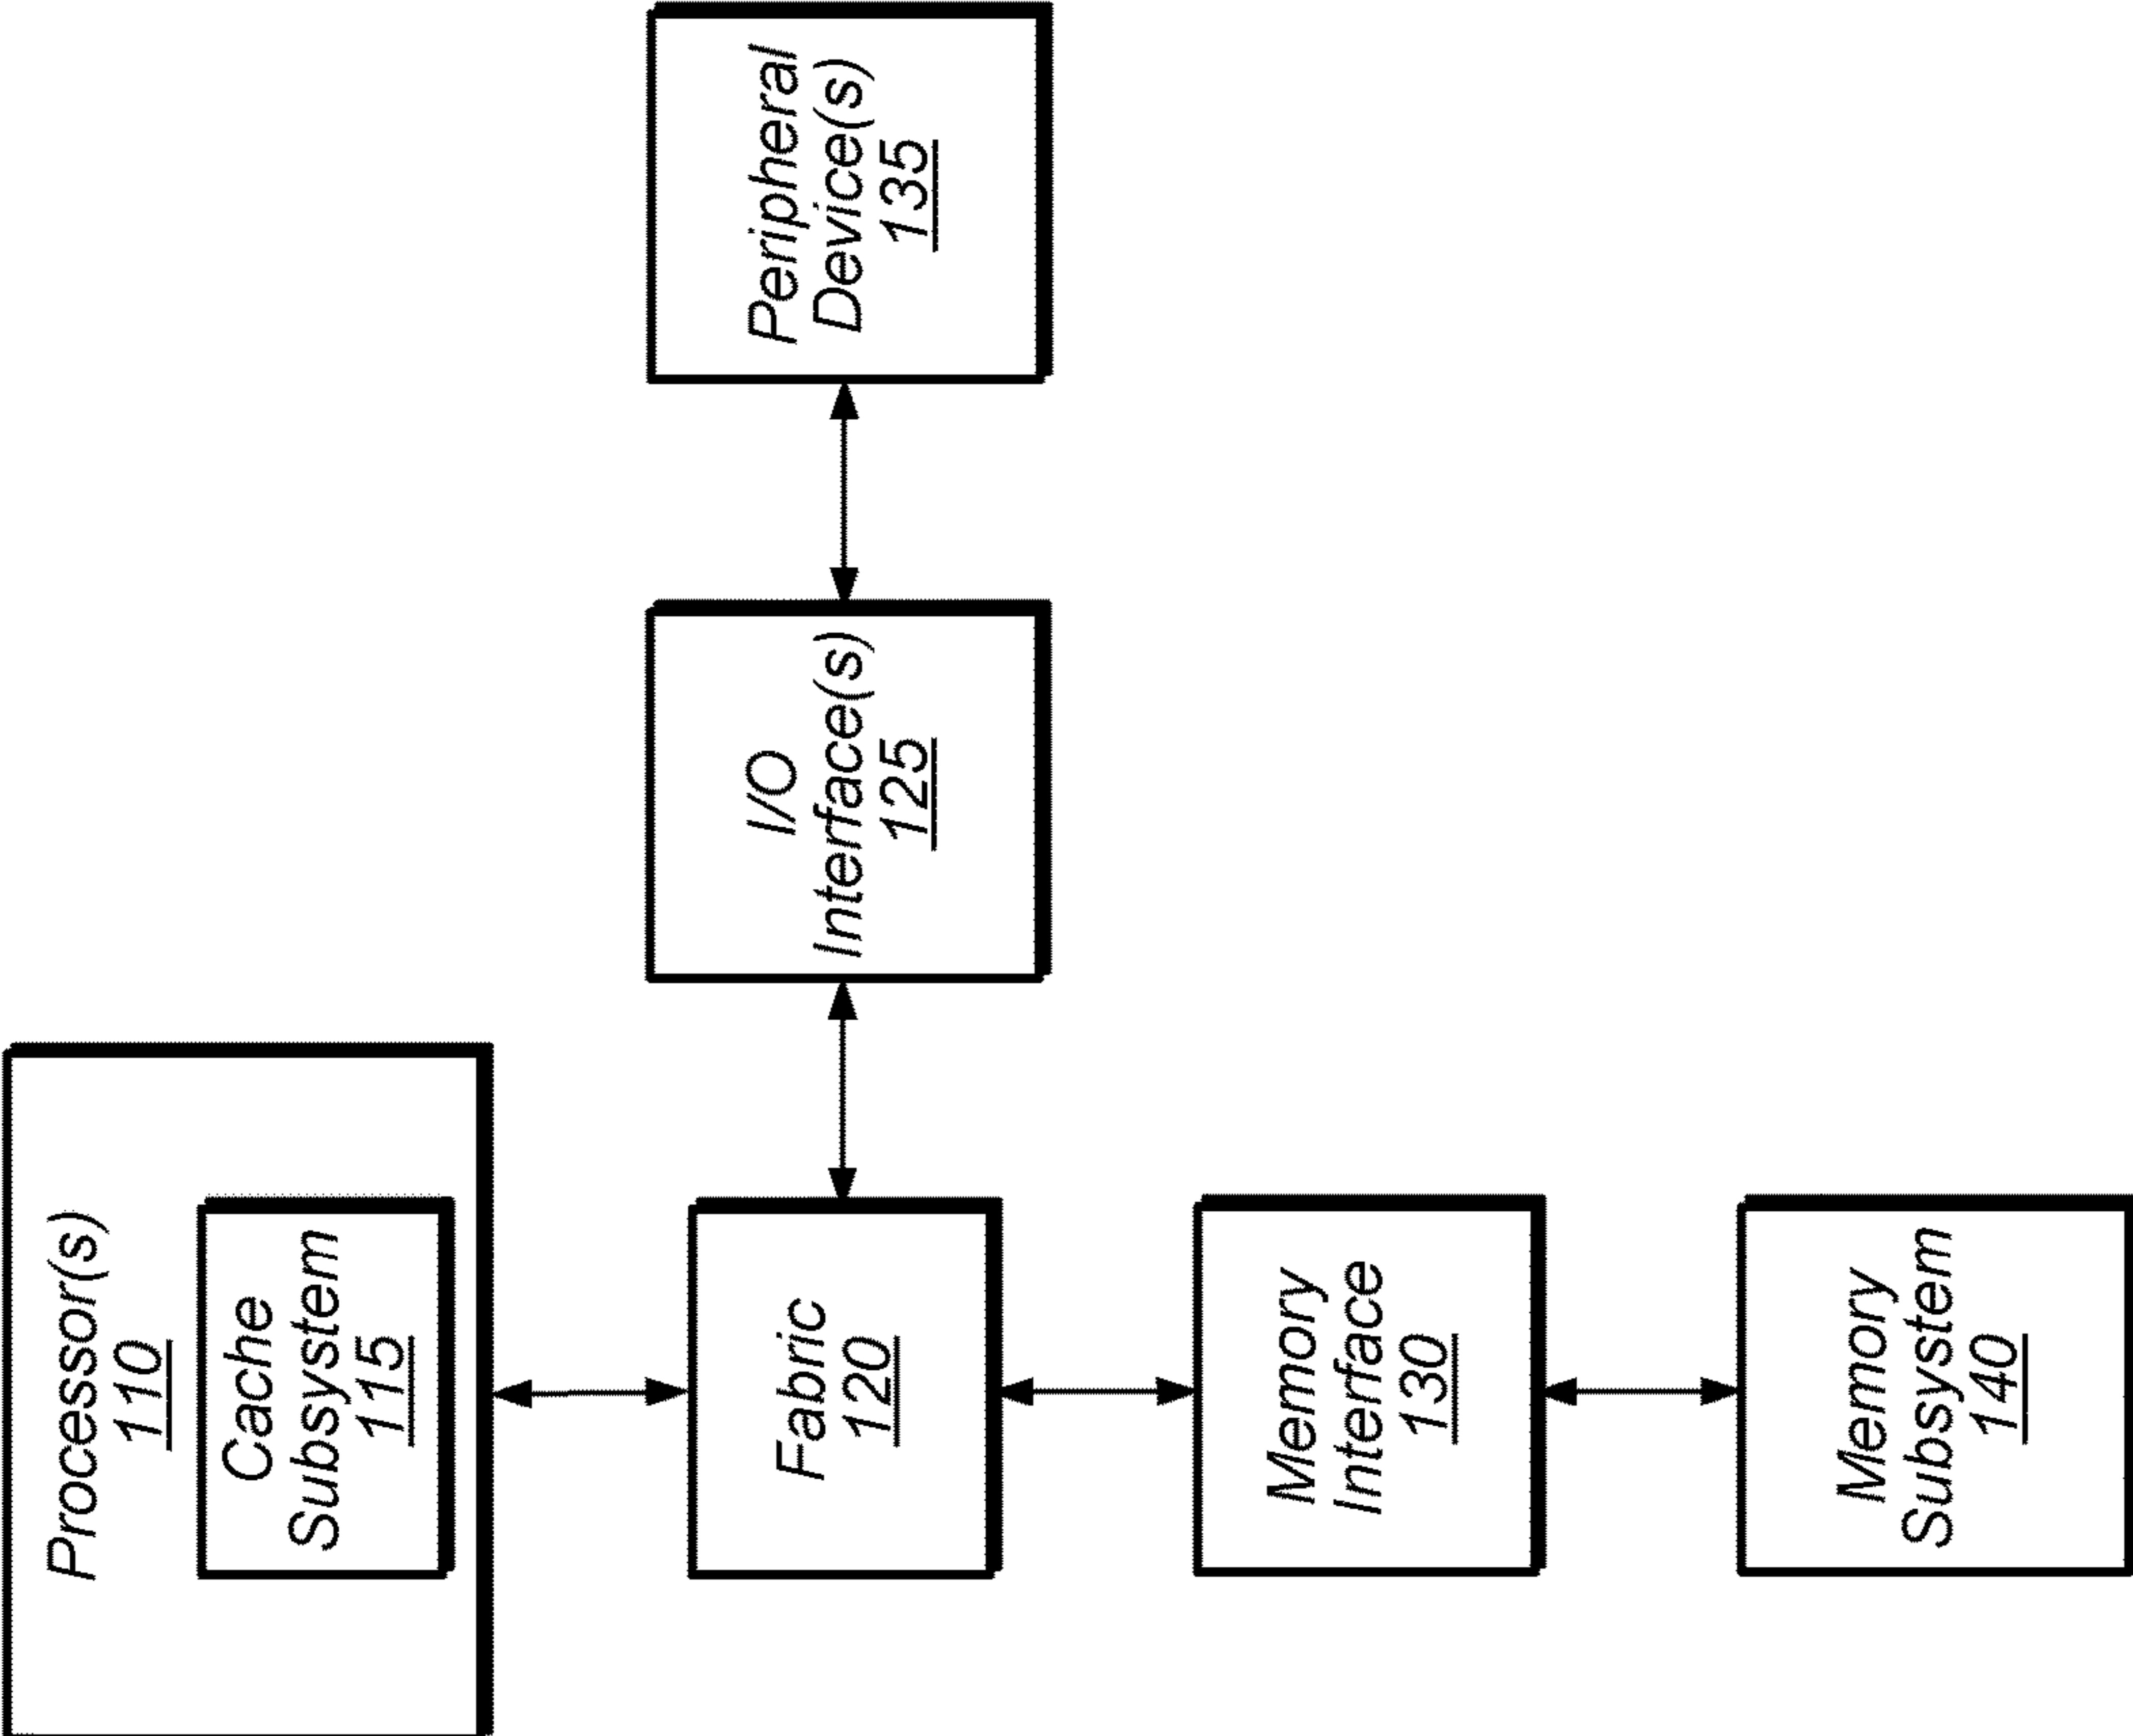 Processor(s)
110
Cache
Subsystem
115
Fabric
120
I/O
Interface(s)
125
Peripheral
Device(s)
135
Memory
Interface
130
Memory
Subsystem
140